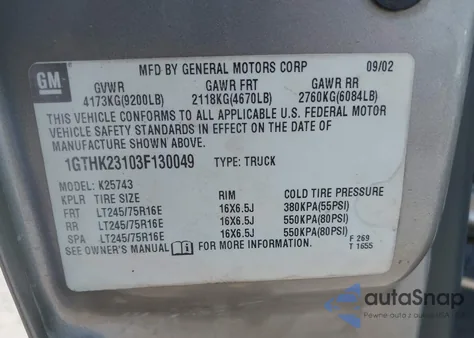 GM
MFD BY GENERAL MOTORS CORP 09/02
GVWR GAWR FRT GAWR RR
4173KG(9200LB) 2118KG(4670LB) 2760KG(6084LB)
THIS VEHICLE CONFORMS TO ALL APPLICABLE U.S. FEDERAL MOTOR
VEHICLE SAFETY STANDARDS IN EFFECT ON THE DATE OF
MANUFACTURE SHOWN ABOVE.
1GTHK23103F130049 TYPE: TRUCK
MODEL: K25743
KPLR TIRE SIZE RIM COLD TIRE PRESSURE
FRT LT245/75R16E 16X6.5J 380KPA(55PSI)
RR LT245/75R16E 16X6.5J 550KPA(80PSI)
SPA LT245/75R16E 16X6.5J 550KPA(80PSI)
SEE OWNER'S MANUAL i FOR MORE INFORMATION. F 269
T 1655
autaSnap
Pewne auta z